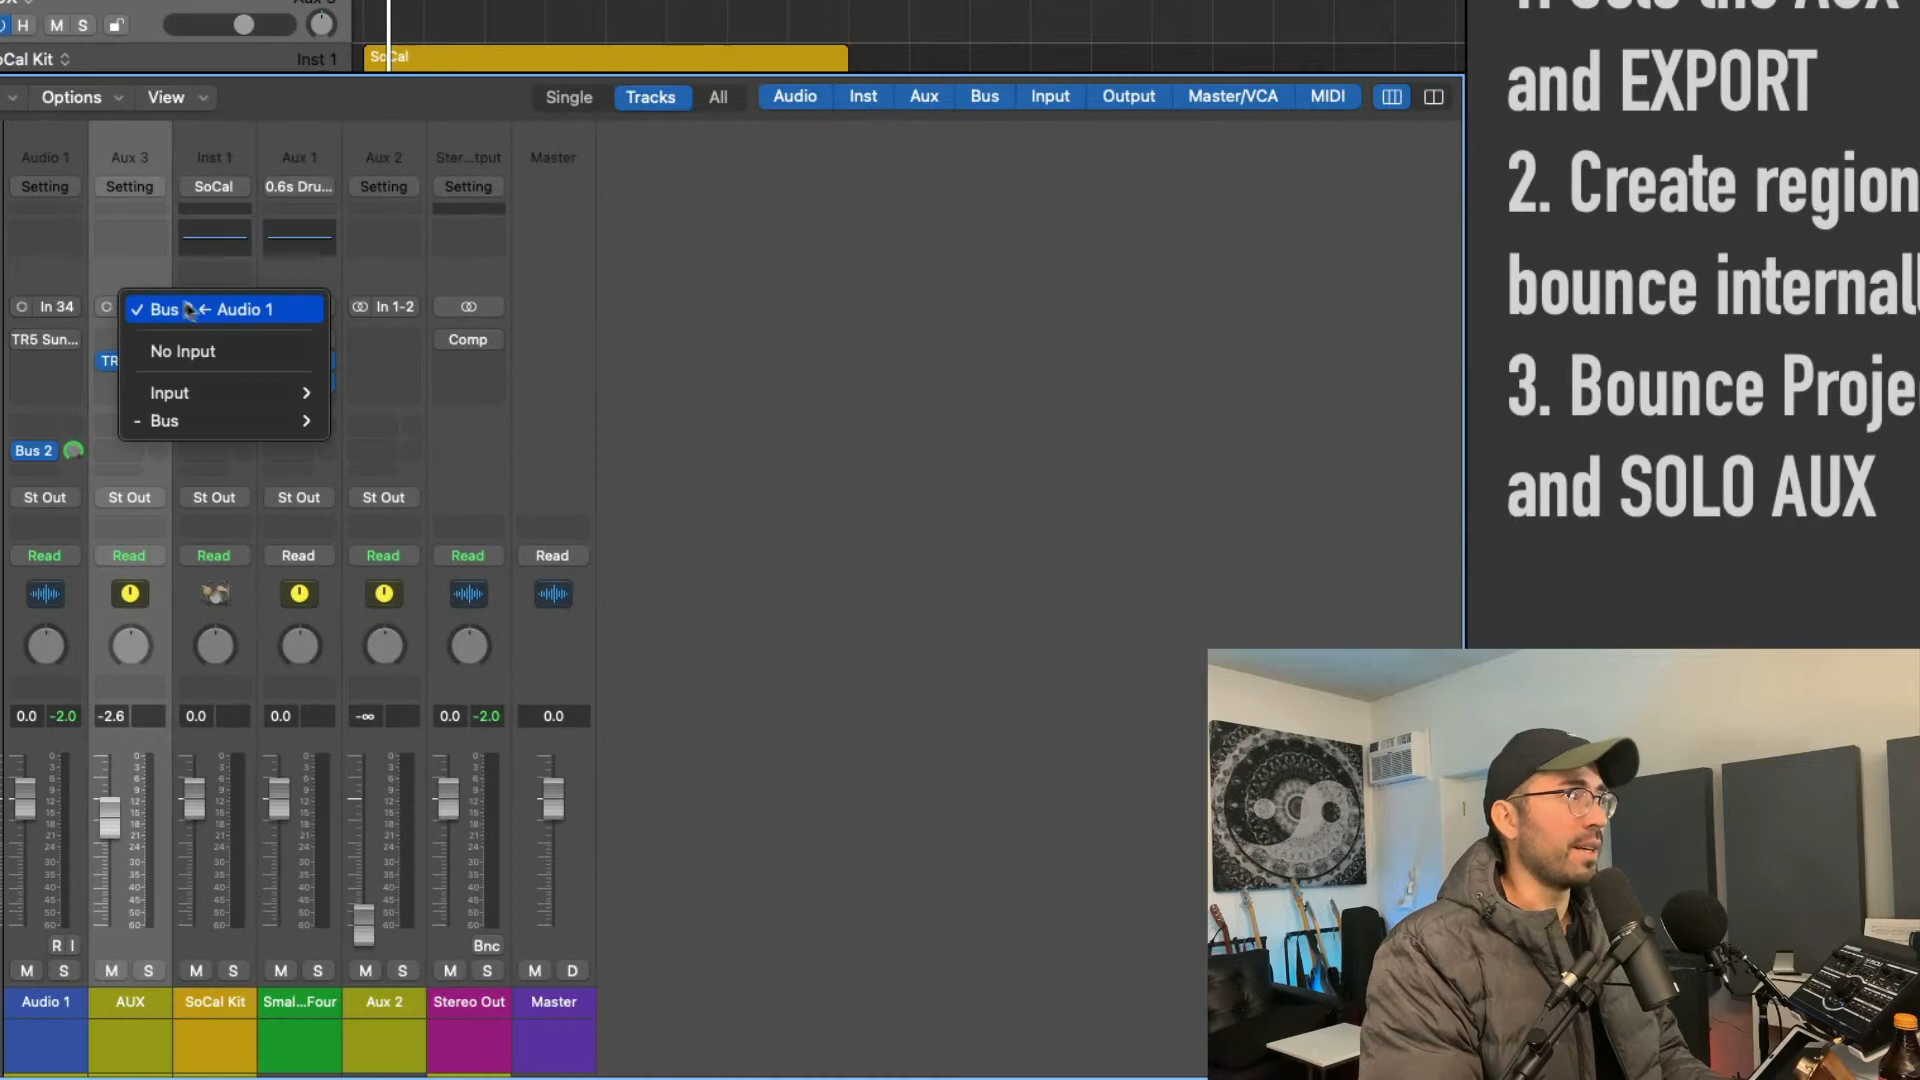 H M S
oCal Kit Inst 1
SoCal
Options View
Single Tracks All Audio Inst Aux Bus Input Output Master/VCA MIDI
Audio 1 Aux 3 Inst 1 Aux 1 Aux 2 Ster...tput Master
Setting Setting SoCal 0.6s Dru... Setting Setting
In 34 In 1-2
Bus ← Audio 1
No Input
Input
- Bus
TR5 Sun... TR Comp
Bus 2
St Out St Out St Out St Out St Out
Read Read Read Read Read Read Read
0.0 -2.0 -2.6 0.0 0.0 -∞ 0.0 -2.0 0.0
R I Bnc
M S M S M S M S M S M S M D
Audio 1 AUX SoCal Kit Smal...Four Aux 2 Stereo Out Master
and EXPORT
2. Create region
bounce internall
3. Bounce Proje
and SOLO AUX